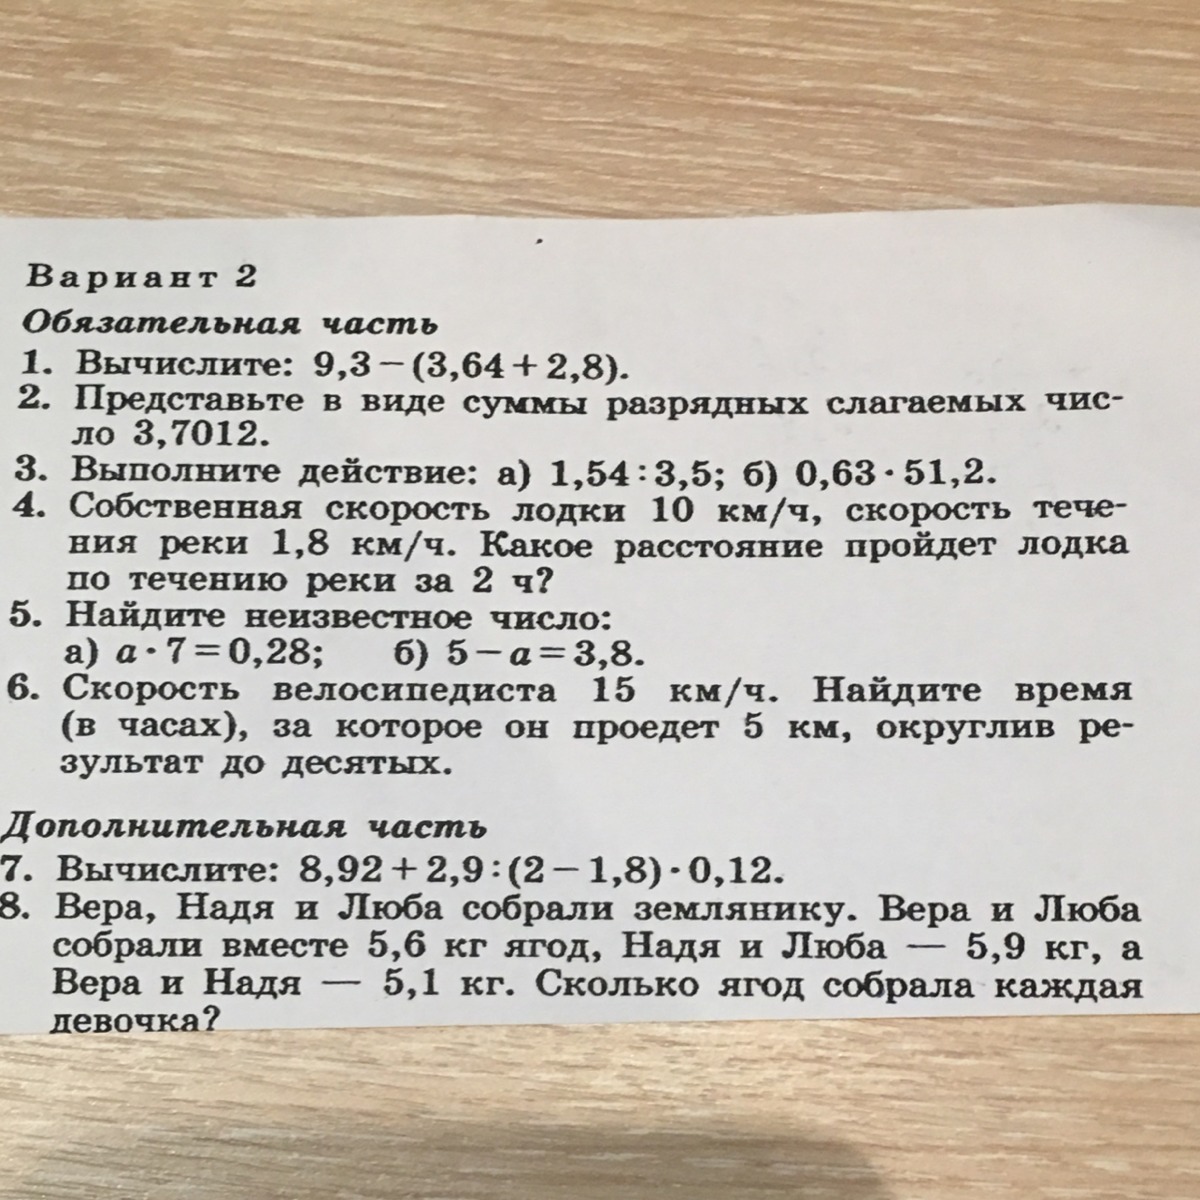 Вариант 2
Обязательная часть
1. Вычислите: 9,3 − (3,64 + 2,8).
2. Представьте в виде суммы разрядных слагаемых чис-
ло 3,7012.
3. Выполните действие: а) 1,54 : 3,5; б) 0,63 · 51,2.
4. Собственная скорость лодки 10 км/ч, скорость тече-
ния реки 1,8 км/ч. Какое расстояние пройдет лодка
по течению реки за 2 ч?
5. Найдите неизвестное число:
а) a · 7 = 0,28; б) 5 − a = 3,8.
6. Скорость велосипедиста 15 км/ч. Найдите время
(в часах), за которое он проедет 5 км, округлив ре-
зультат до десятых.
Дополнительная часть
7. Вычислите: 8,92 + 2,9 : (2 − 1,8) · 0,12.
8. Вера, Надя и Люба собрали землянику. Вера и Люба
собрали вместе 5,6 кг ягод, Надя и Люба — 5,9 кг, а
Вера и Надя — 5,1 кг. Сколько ягод собрала каждая
девочка?